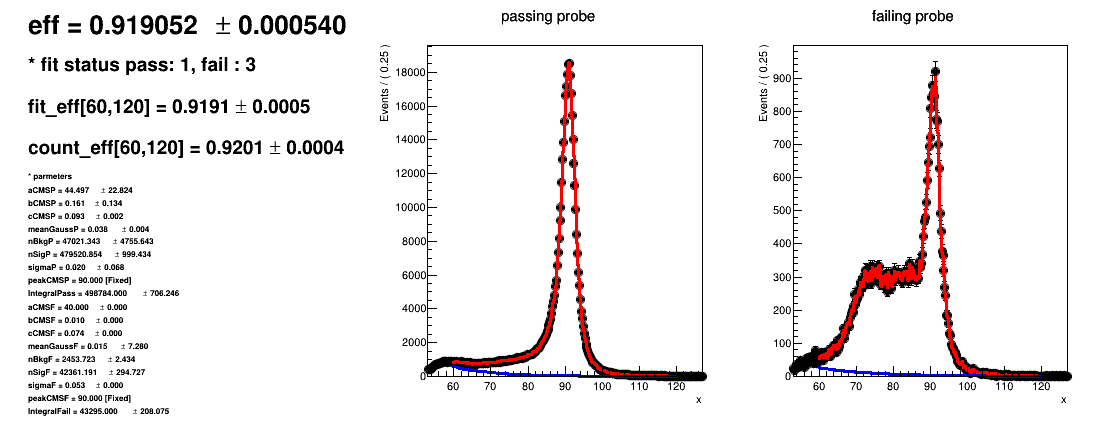 eff = 0.919052 ± 0.000540
* fit status pass: 1, fail : 3
fit_eff[60,120] = 0.9191 ± 0.0005
count_eff[60,120] = 0.9201 ± 0.0004
* parmeters
aCMSP = 44.497 ± 22.824
bCMSP = 0.161 ± 0.134
cCMSP = 0.093 ± 0.002
meanGaussP = 0.038 ± 0.004
nBkgP = 47021.343 ± 4755.643
nSigP = 479520.854 ± 999.434
sigmaP = 0.020 ± 0.068
peakCMSP = 90.000 [Fixed]
IntegralPass = 498784.000 ± 706.246
aCMSF = 40.000 ± 0.000
bCMSF = 0.010 ± 0.000
cCMSF = 0.074 ± 0.000
meanGaussF = 0.015 ± 7.280
nBkgF = 2453.723 ± 2.434
nSigF = 42361.191 ± 294.727
sigmaF = 0.053 ± 0.000
peakCMSF = 90.000 [Fixed]
IntegralFail = 43295.000 ± 208.075
passing probe
Events / ( 0.25 )
18000
16000
14000
12000
10000
8000
6000
4000
2000
0
60 70 80 90 100 110 120
x
failing probe
Events / ( 0.25 )
900
800
700
600
500
400
300
200
100
0
60 70 80 90 100 110 120
x